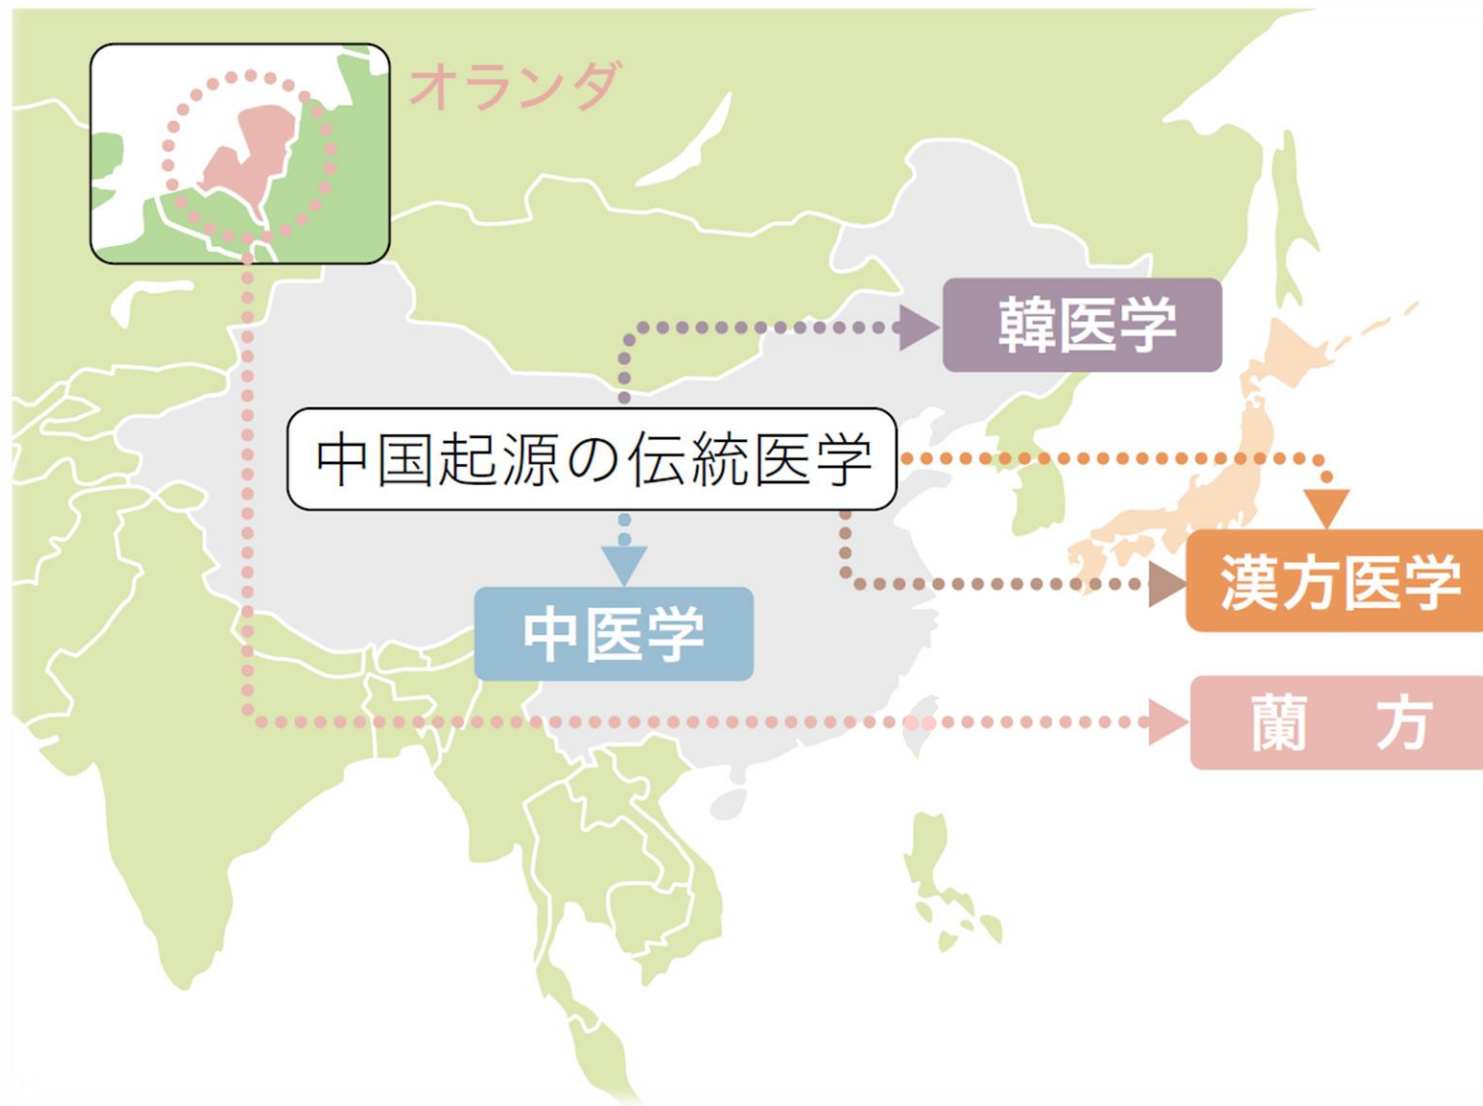 オランダ
韓医学
中国起源の伝統医学
漢方医学
中医学
蘭　方